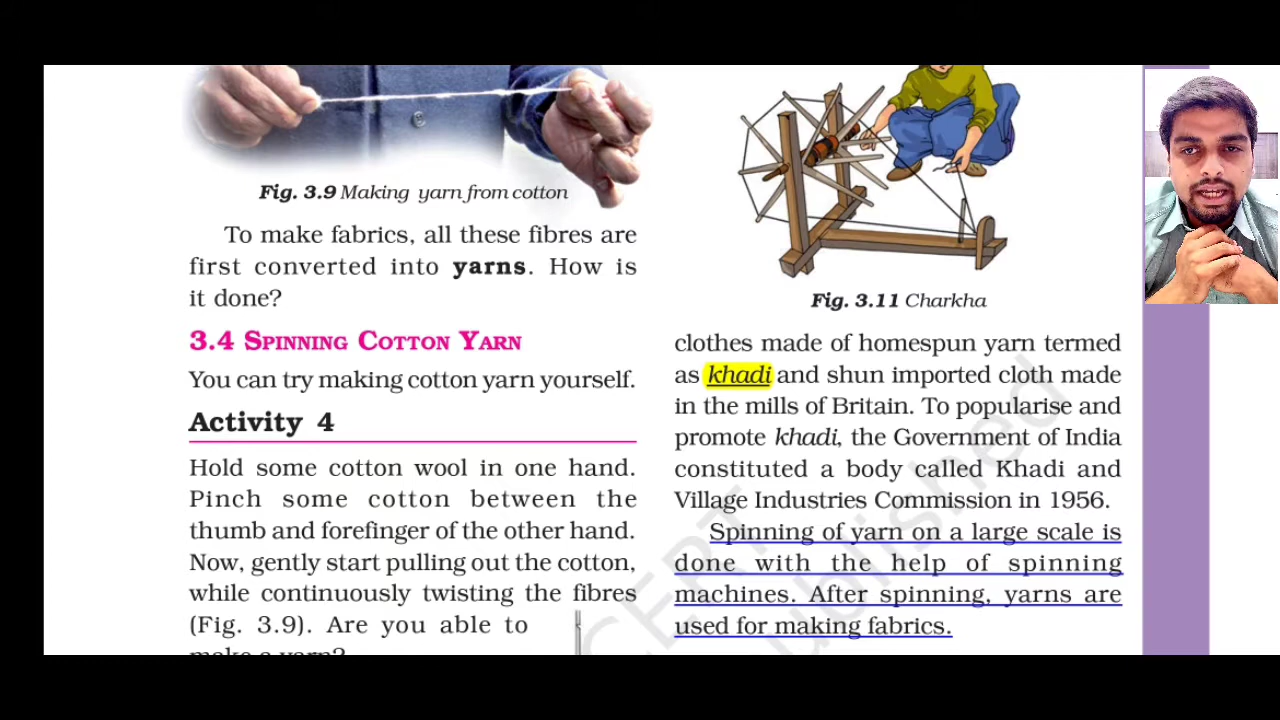 Fig. 3.9 Making yarn from cotton
To make fabrics, all these fibres are
first converted into yarns. How is
it done?
3.4 SPINNING COTTON YARN
You can try making cotton yarn yourself.
Activity 4
Hold some cotton wool in one hand.
Pinch some cotton between the
thumb and forefinger of the other hand.
Now, gently start pulling out the cotton,
while continuously twisting the fibres
(Fig. 3.9). Are you able to
make a yarn?
Fig. 3.11 Charkha
clothes made of homespun yarn termed
as khadi and shun imported cloth made
in the mills of Britain. To popularise and
promote khadi, the Government of India
constituted a body called Khadi and
Village Industries Commission in 1956.
Spinning of yarn on a large scale is
done with the help of spinning
machines. After spinning, yarns are
used for making fabrics.